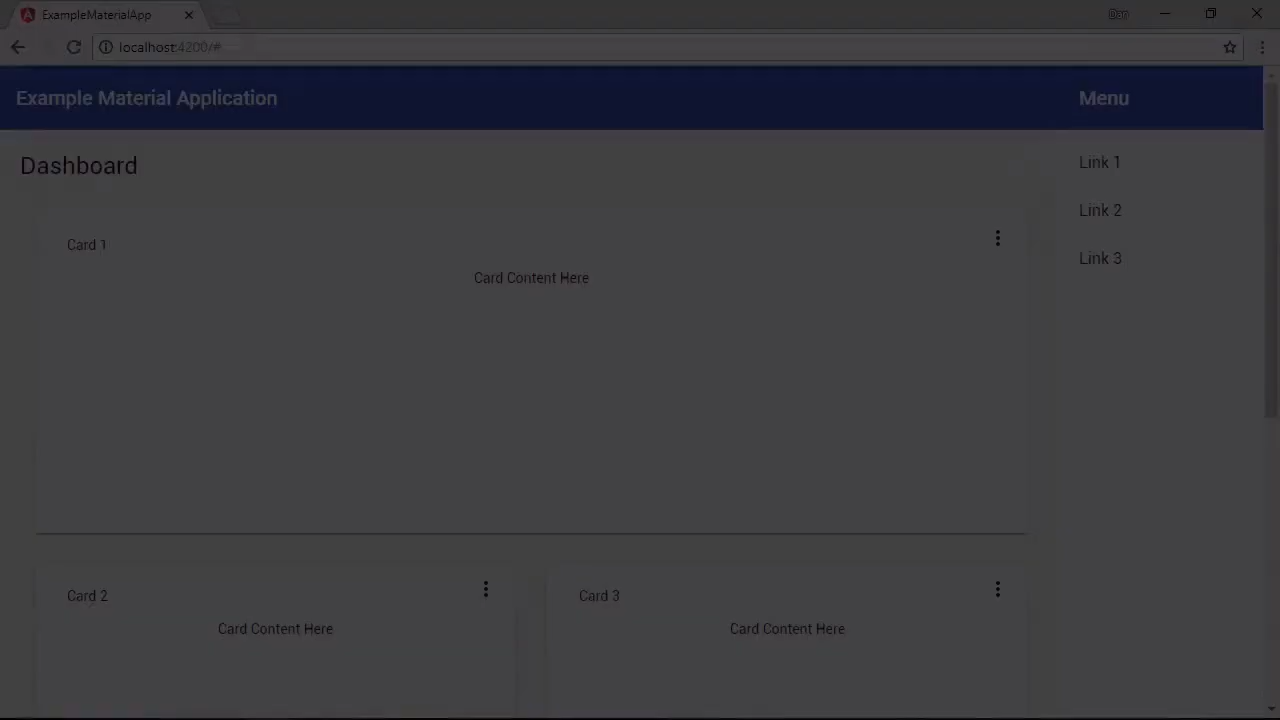 ExampleMaterialApp
Dan
localhost:4200/#
Example Material Application
Menu
Dashboard
Link 1
Link 2
Link 3
Card 1
Card Content Here
Card 2
Card Content Here
Card 3
Card Content Here